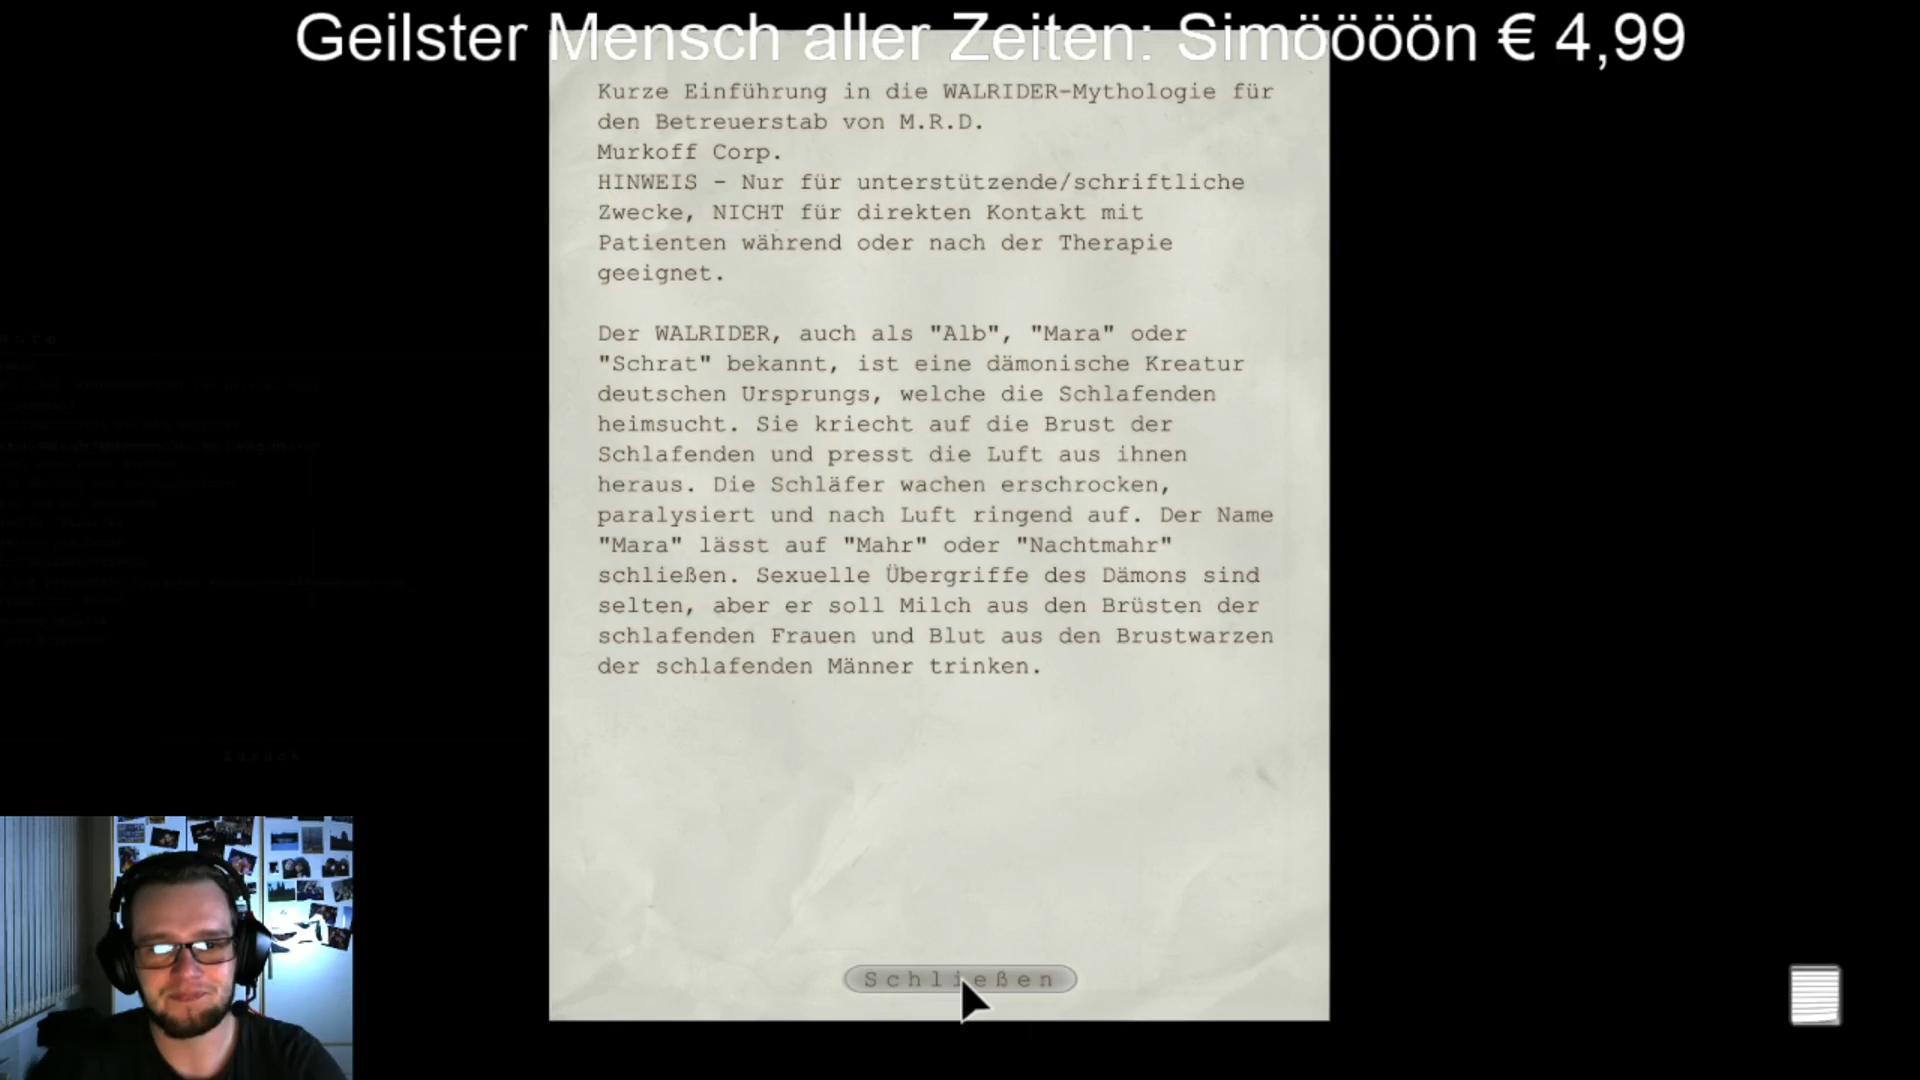 Geilster Mensch aller Zeiten: Simööööön € 4,99
Kurze Einführung in die WALRIDER-Mythologie für
den Betreuerstab von M.R.D.
Murkoff Corp.
HINWEIS - Nur für unterstützende/schriftliche
Zwecke, NICHT für direkten Kontakt mit
Patienten während oder nach der Therapie
geeignet.
Der WALRIDER, auch als "Alb", "Mara" oder
"Schrat" bekannt, ist eine dämonische Kreatur
deutschen Ursprungs, welche die Schlafenden
heimsucht. Sie kriecht auf die Brust der
Schlafenden und presst die Luft aus ihnen
heraus. Die Schläfer wachen erschrocken,
paralysiert und nach Luft ringend auf. Der Name
"Mara" lässt auf "Mahr" oder "Nachtmahr"
schließen. Sexuelle Übergriffe des Dämons sind
selten, aber er soll Milch aus den Brüsten der
schlafenden Frauen und Blut aus den Brustwarzen
der schlafenden Männer trinken.
Zurück
Schließen